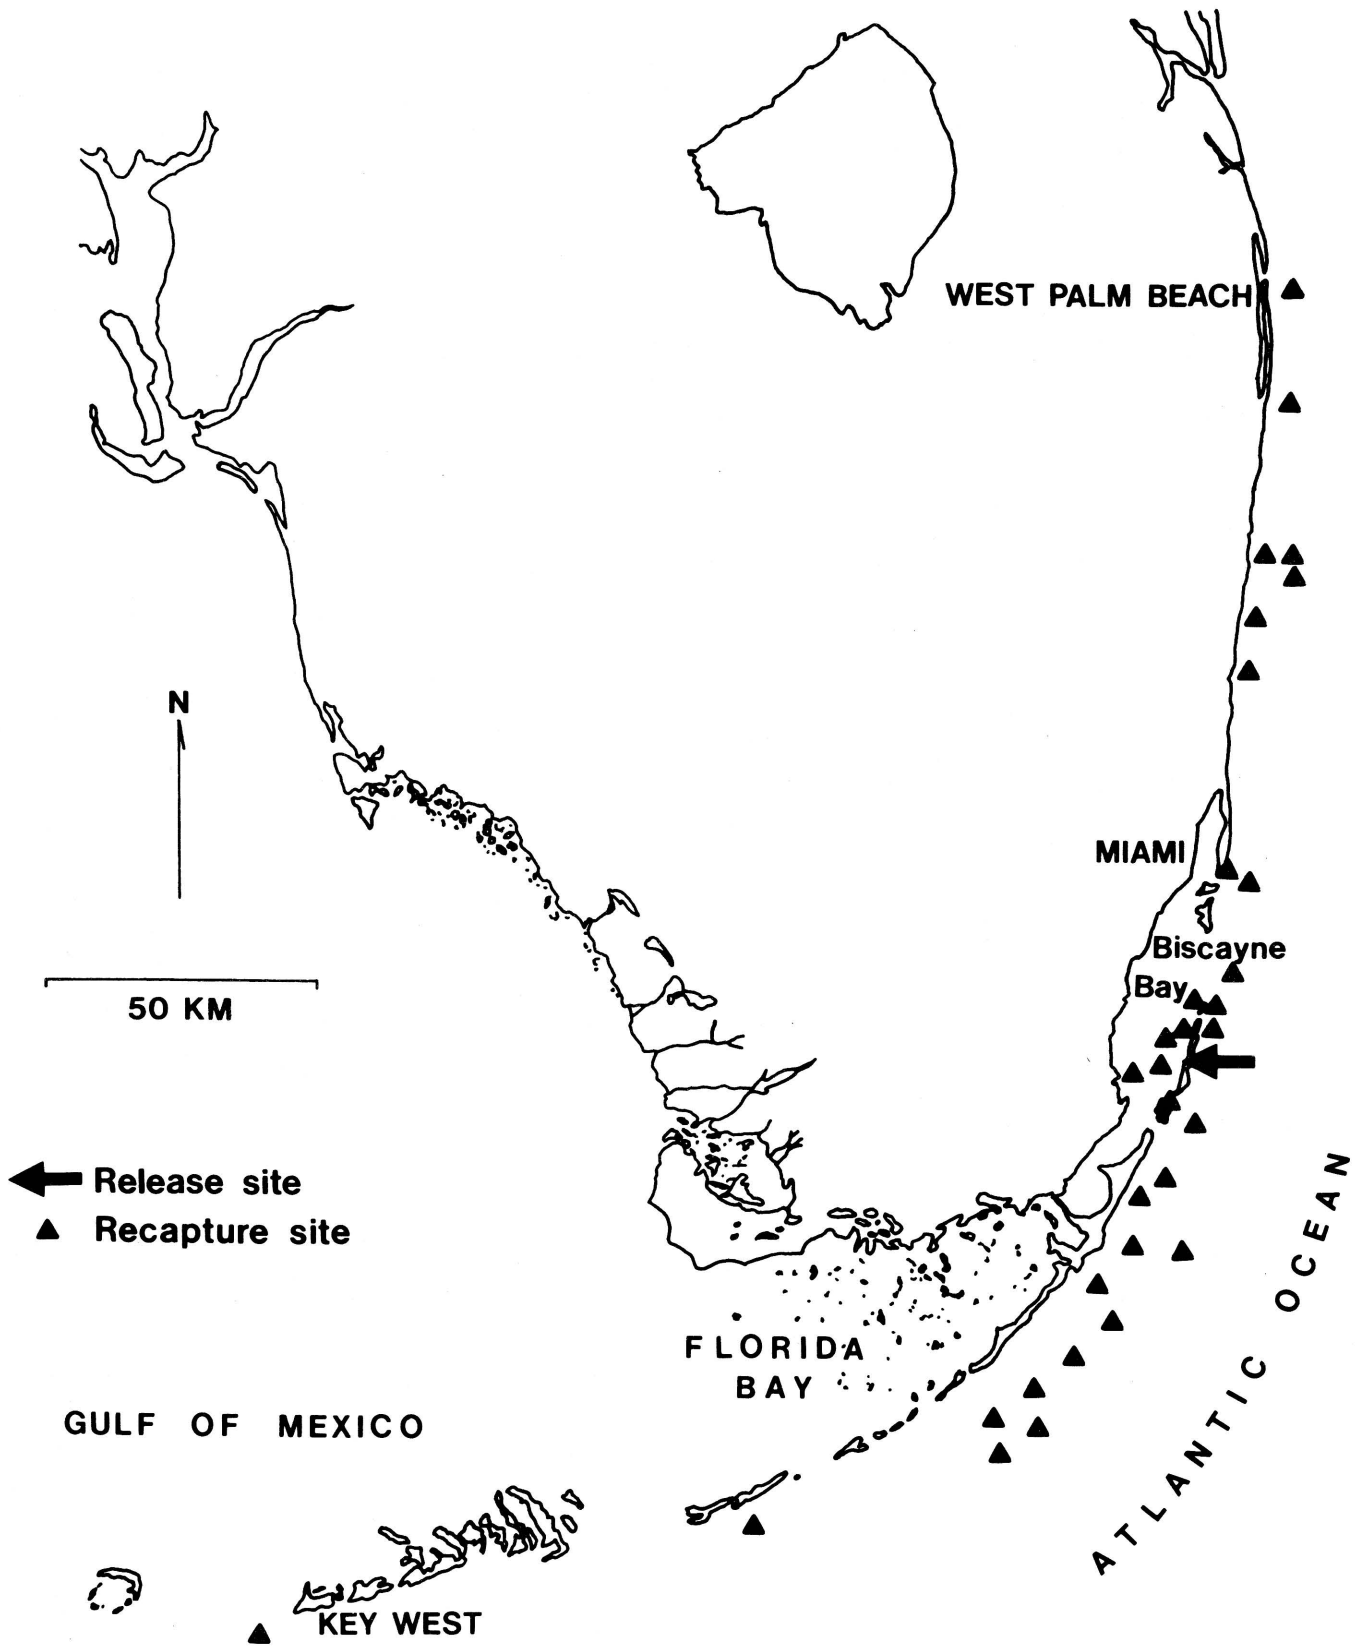 WEST PALM BEACH
N
MIAMI
Biscayne
Bay
50 KM
Release site
Recapture site
FLORIDA
BAY
GULF OF MEXICO
ATLANTIC OCEAN
KEY WEST